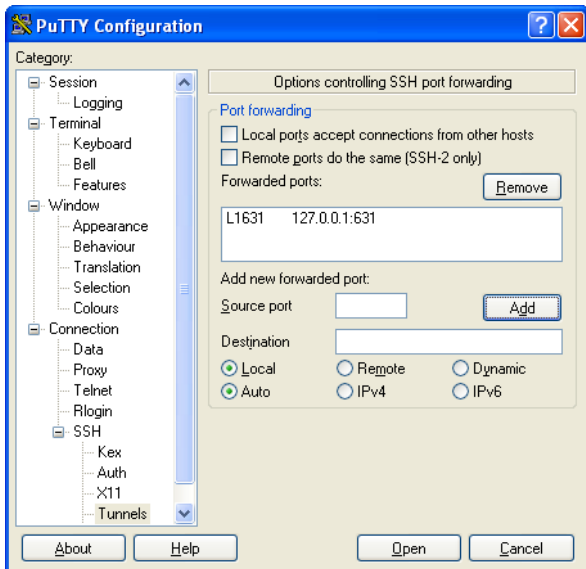 PuTTY Configuration
Category:
Session
Logging
Terminal
Keyboard
Bell
Features
Window
Appearance
Behaviour
Translation
Selection
Colours
Connection
Data
Proxy
Telnet
Rlogin
SSH
Kex
Auth
X11
Tunnels
Options controlling SSH port forwarding
Port forwarding
Local ports accept connections from other hosts
Remote ports do the same (SSH-2 only)
Forwarded ports:
Remove
L1631 127.0.0.1:631
Add new forwarded port:
Source port
Add
Destination
Local Remote Dynamic
Auto IPv4 IPv6
About Help Open Cancel